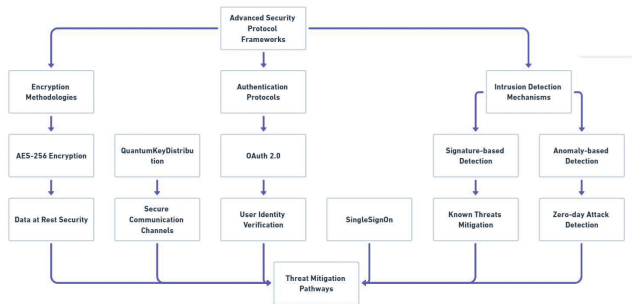 Advanced Security
Protocol
Frameworks
Encryption
Methodologies
Authentication
Protocols
Intrusion Detection
Mechanisms
AES-256 Encryption
QuantumKeyDistribu
tion
OAuth 2.0
Signature-based
Detection
Anomaly-based
Detection
Data at Rest Security
Secure
Communication
Channels
User Identity
Verification
SingleSignOn
Known Threats
Mitigation
Zero-day Attack
Detection
Threat Mitigation
Pathways